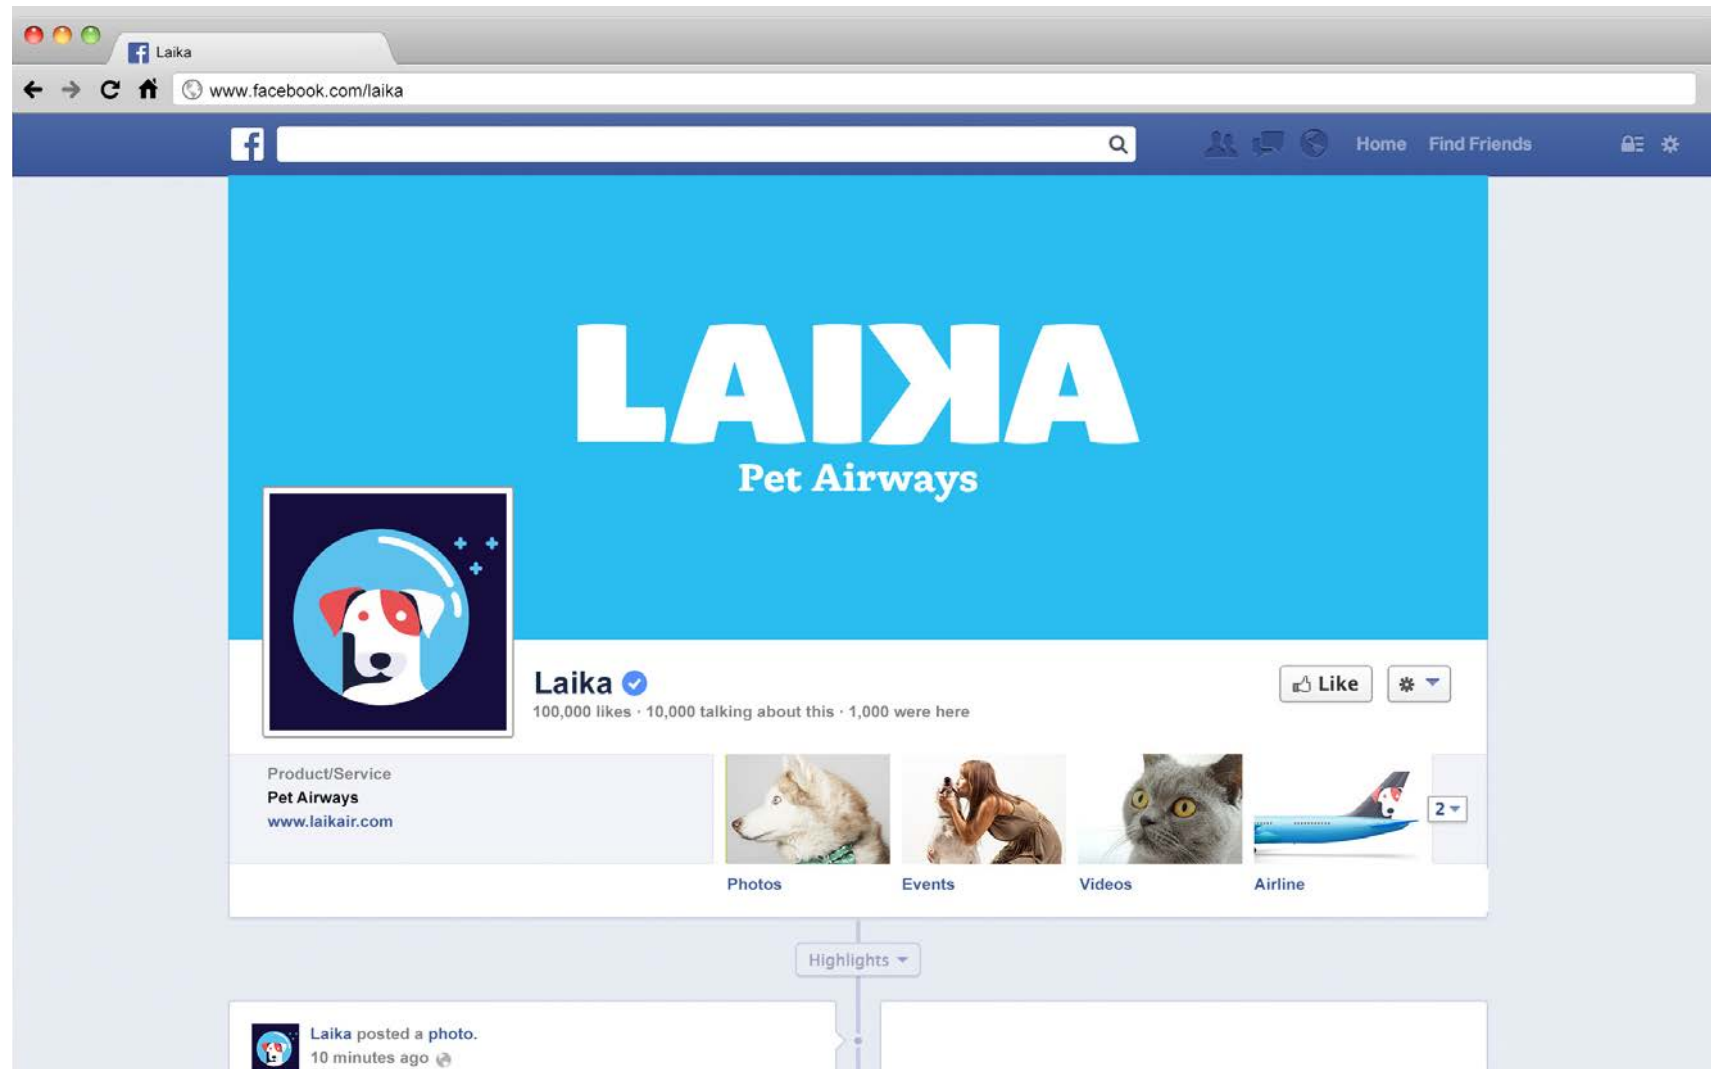 Laika
www.facebook.com/laika
Home Find Friends
LAIKA
Pet Airways
Laika
100,000 likes · 10,000 talking about this · 1,000 were here
Like
Product/Service
Pet Airways
www.laikair.com
2
Photos Events Videos Airline
Highlights
Laika posted a photo.
10 minutes ago